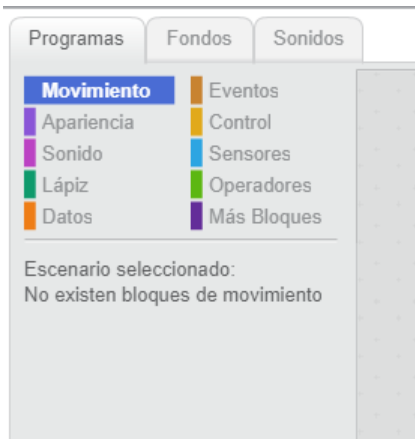 Programas Fondos Sonidos
Movimiento Eventos
Apariencia Control
Sonido Sensores
Lápiz Operadores
Datos Más Bloques
Escenario seleccionado:
No existen bloques de movimiento